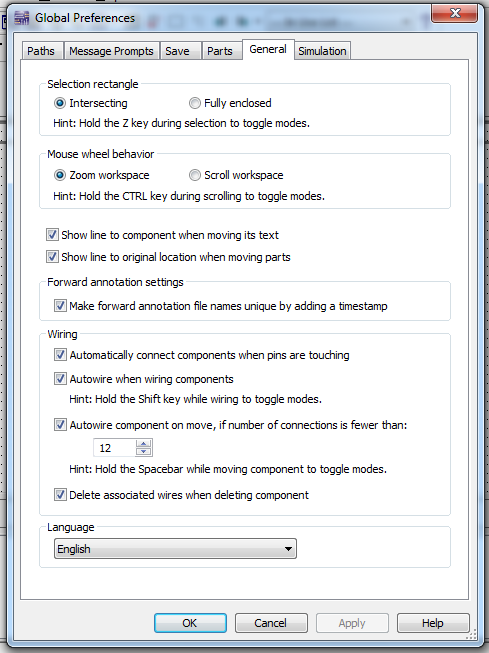 Global Preferences
Paths
Message Prompts
Save
Parts
General
Simulation
Selection rectangle
Intersecting
Fully enclosed
Hint: Hold the Z key during selection to toggle modes.
Mouse wheel behavior
Zoom workspace
Scroll workspace
Hint: Hold the CTRL key during scrolling to toggle modes.
Show line to component when moving its text
Show line to original location when moving parts
Forward annotation settings
Make forward annotation file names unique by adding a timestamp
Wiring
Automatically connect components when pins are touching
Autowire when wiring components
Hint: Hold the Shift key while wiring to toggle modes.
Autowire component on move, if number of connections is fewer than:
12
Hint: Hold the Spacebar while moving component to toggle modes.
Delete associated wires when deleting component
Language
English
OK
Cancel
Apply
Help